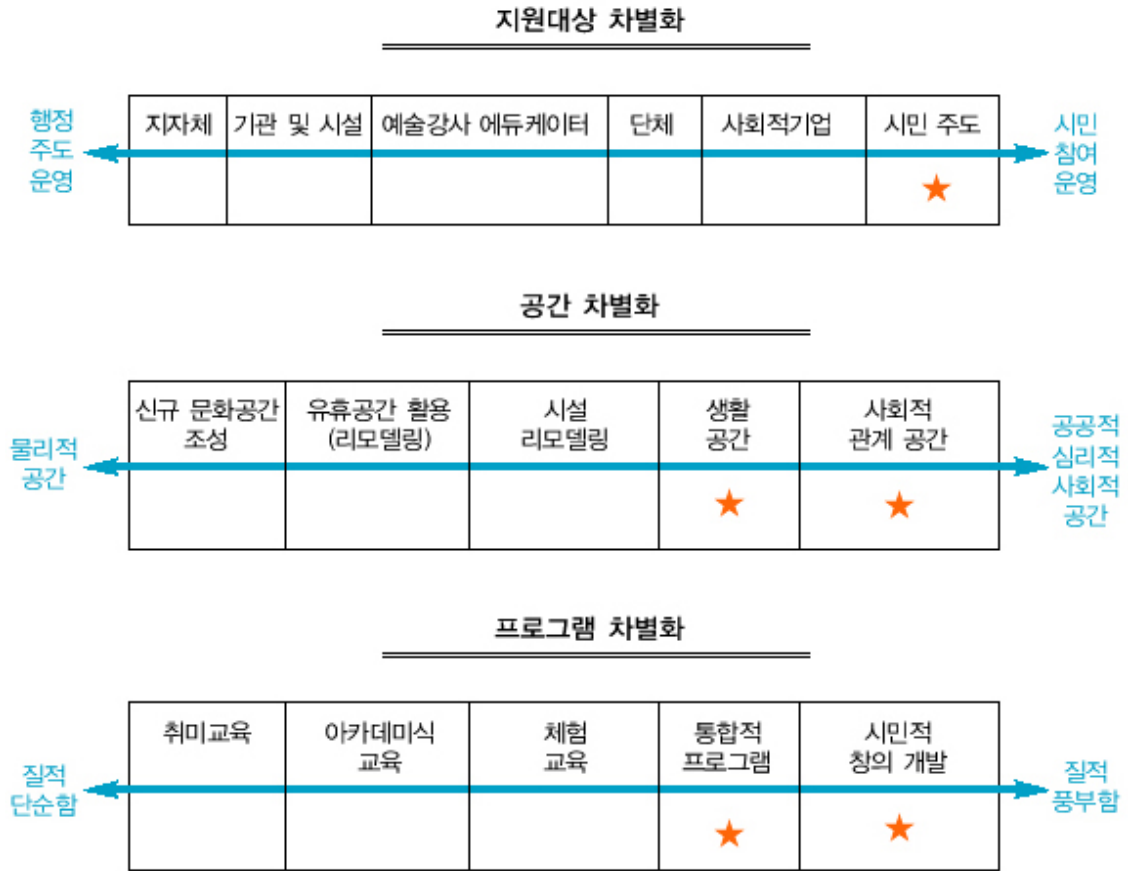 지원대상 차별화
행정
주도
운영
지자체 기관 및 시설 예술강사 에듀케이터 단체 사회적기업 시민 주도
시민
참여
운영
공간 차별화
물리적
공간
신규 문화공간
조성
유휴공간 활용
(리모델링)
시설
리모델링
생활
공간
사회적
관계 공간
공공적
심리적
사회적
공간
프로그램 차별화
질적
단순함
취미교육
아카데미식
교육
체험
교육
통합적
프로그램
시민적
창의 개발
질적
풍부함